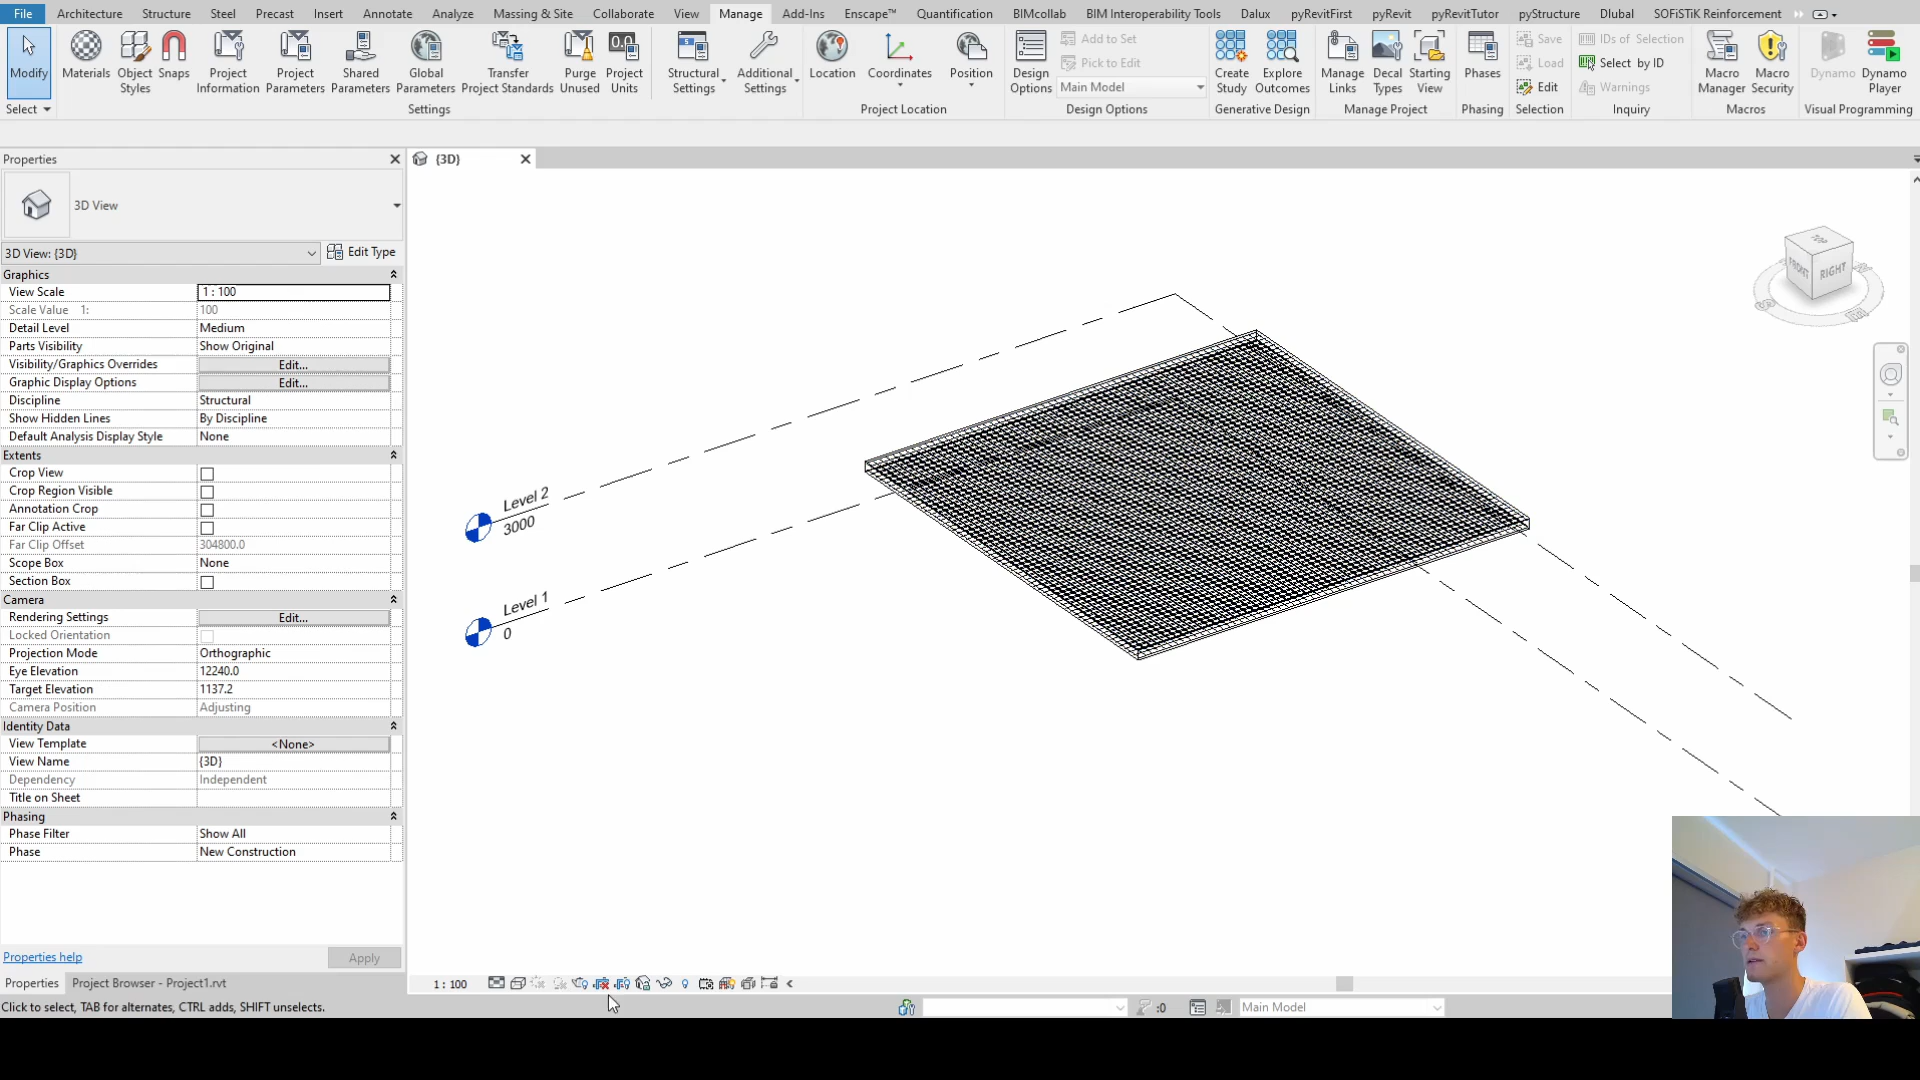 File Architecture Structure Steel Precast Insert Annotate Analyze Massing & Site Collaborate View Manage Add-Ins Enscape™ Quantification BIMcollab BIM Interoperability Tools Dalux pyRevitFirst pyRevit pyRevitTutor pyStructure Dlubal SOFiSTiK Reinforcement
Modify
Materials
Object Styles
Snaps
Project Information
Project Parameters
Shared Parameters
Global Parameters
Transfer Project Standards
Purge Unused
Project Units
Structural Settings
Additional Settings
Location
Coordinates
Position
Design Options
Add to Set
Pick to Edit
Main Model
Create Study
Explore Outcomes
Manage Links
Decal Types
Starting View
Phases
Save
Load
Edit
IDs of Selection
Select by ID
Warnings
Macro Manager
Macro Security
Dynamo
Dynamo Player
Select Settings Project Location Design Options Generative Design Manage Project Phasing Selection Inquiry Macros Visual Programming
Properties
3D View
3D View: {3D} Edit Type
Graphics
View Scale 1 : 100
Scale Value 1: 100
Detail Level Medium
Parts Visibility Show Original
Visibility/Graphics Overrides Edit...
Graphic Display Options Edit...
Discipline Structural
Show Hidden Lines By Discipline
Default Analysis Display Style None
Extents
Crop View
Crop Region Visible
Annotation Crop
Far Clip Active
Far Clip Offset 304800.0
Scope Box None
Section Box
Camera
Rendering Settings Edit...
Locked Orientation
Projection Mode Orthographic
Eye Elevation 12240.0
Target Elevation 1137.2
Camera Position Adjusting
Identity Data
View Template <None>
View Name {3D}
Dependency Independent
Title on Sheet
Phasing
Phase Filter Show All
Phase New Construction
Properties help Apply
Properties Project Browser - Project1.rvt
{3D}
Level 2
3000
Level 1
0
TOP
FRONT RIGHT
1 : 100
Click to select, TAB for alternates, CTRL adds, SHIFT unselects.
:0
Main Model